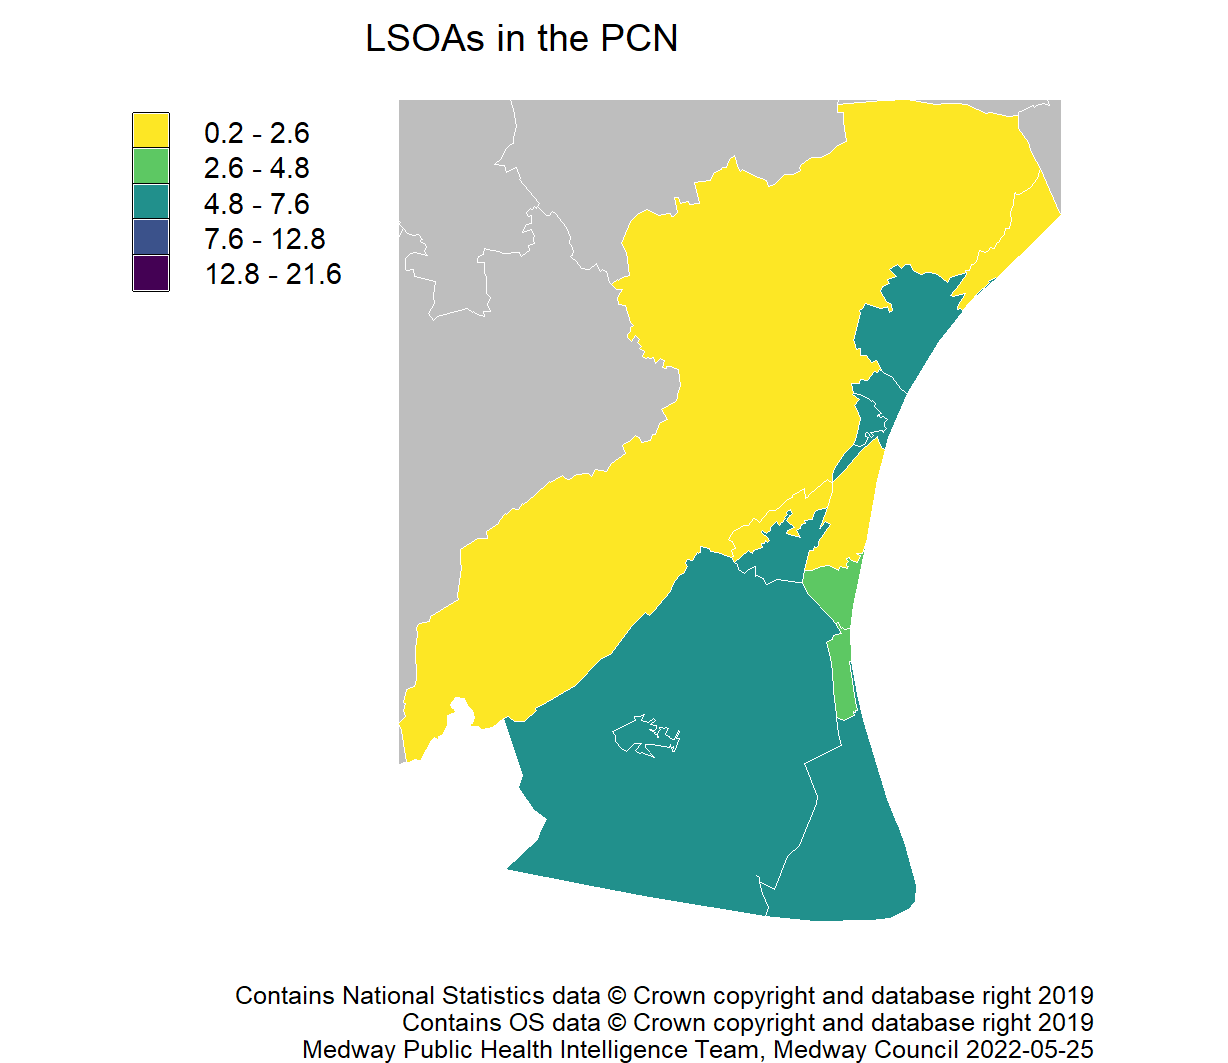 LSOAs in the PCN
0.2 - 2.6
2.6 - 4.8
4.8 - 7.6
7.6 - 12.8
12.8 - 21.6
Contains National Statistics data © Crown copyright and database right 2019
Contains OS data © Crown copyright and database right 2019
Medway Public Health Intelligence Team, Medway Council 2022-05-25